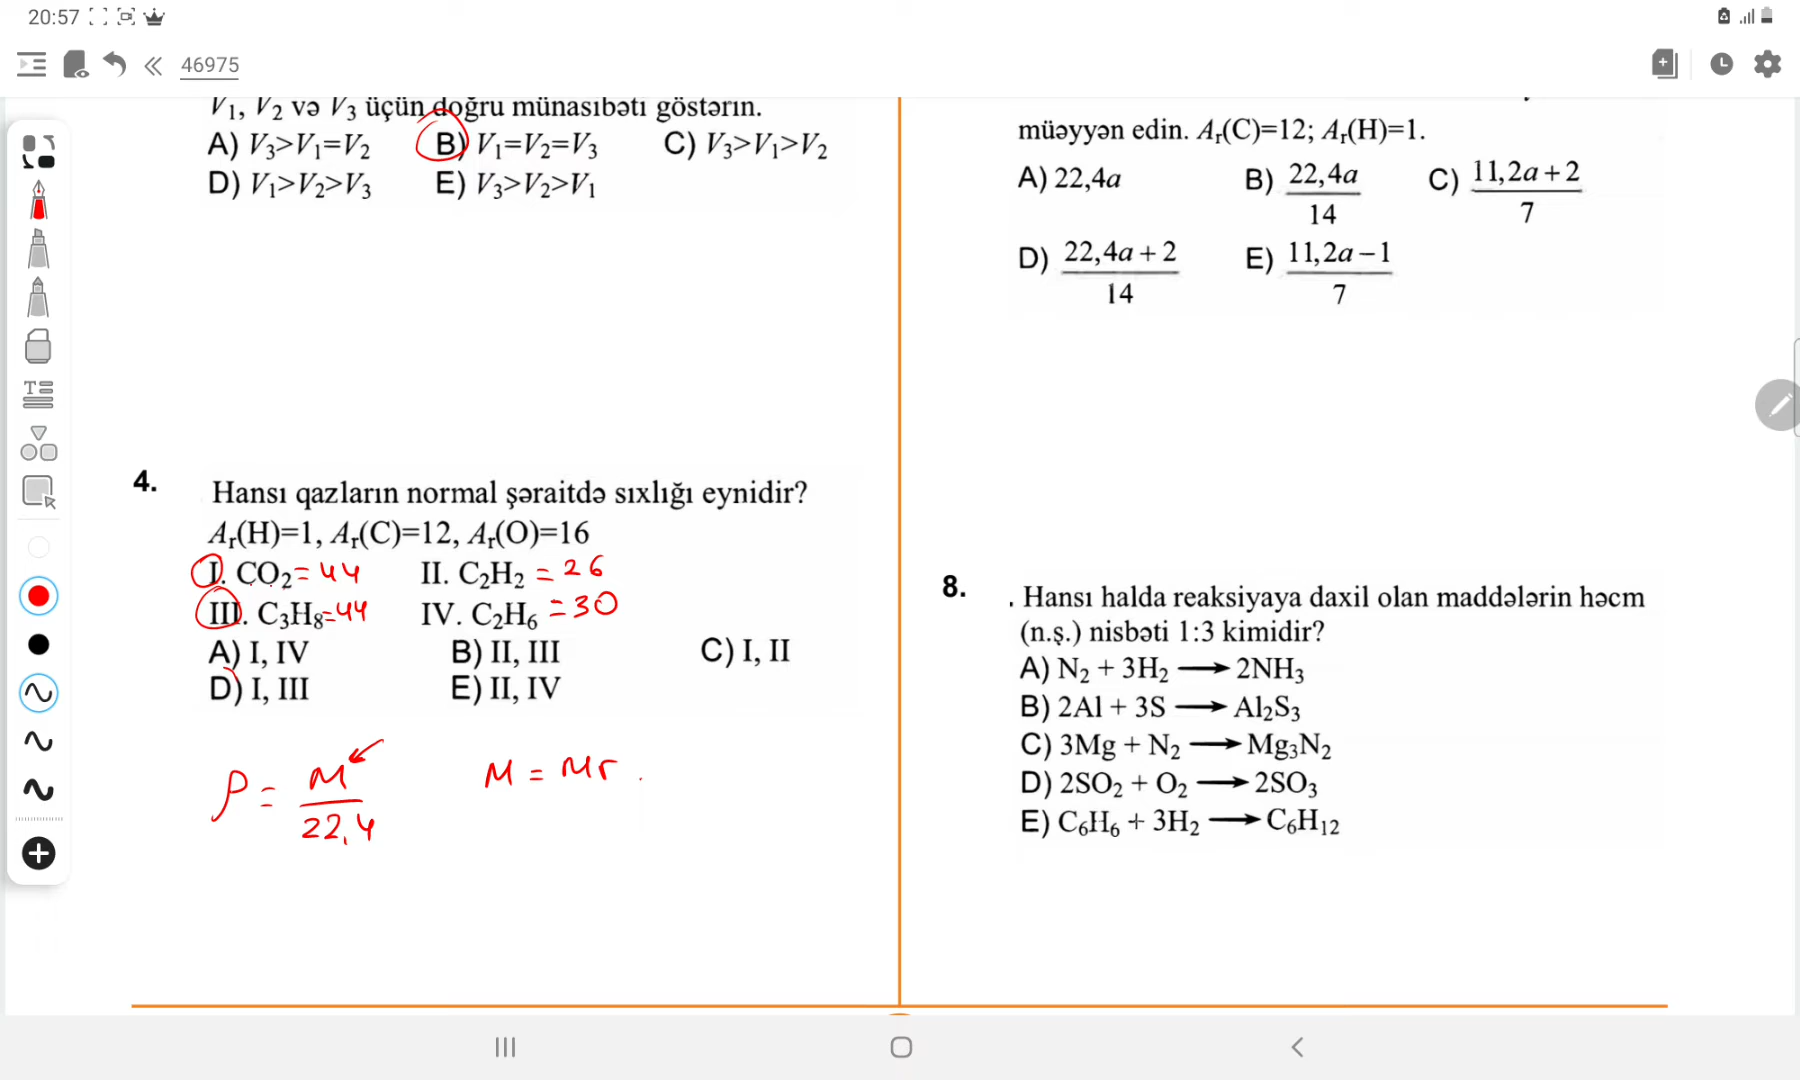 20:57
46975
V₁, V₂ və V₃ üçün doğru münasibəti göstərin.
A) V₃>V₁=V₂ B) V₁=V₂=V₃ C) V₃>V₁>V₂
D) V₁>V₂>V₃ E) V₃>V₂>V₁
4. Hansı qazların normal şəraitdə sıxlığı eynidir?
Aᵣ(H)=1, Aᵣ(C)=12, Aᵣ(O)=16
I. CO₂ = 44 II. C₂H₂ = 26
III. C₃H₈ = 44 IV. C₂H₆ = 30
A) I, IV B) II, III C) I, II
D) I, III E) II, IV
ρ = M / 22,4 M = Mr .
müəyyən edin. Aᵣ(C)=12; Aᵣ(H)=1.
A) 22,4a B) 22,4a / 14 C) 11,2a + 2 / 7
D) 22,4a + 2 / 14 E) 11,2a – 1 / 7
8. . Hansı halda reaksiyaya daxil olan maddələrin həcm
(n.ş.) nisbəti 1:3 kimidir?
A) N₂ + 3H₂ ⟶ 2NH₃
B) 2Al + 3S ⟶ Al₂S₃
C) 3Mg + N₂ ⟶ Mg₃N₂
D) 2SO₂ + O₂ ⟶ 2SO₃
E) C₆H₆ + 3H₂ ⟶ C₆H₁₂